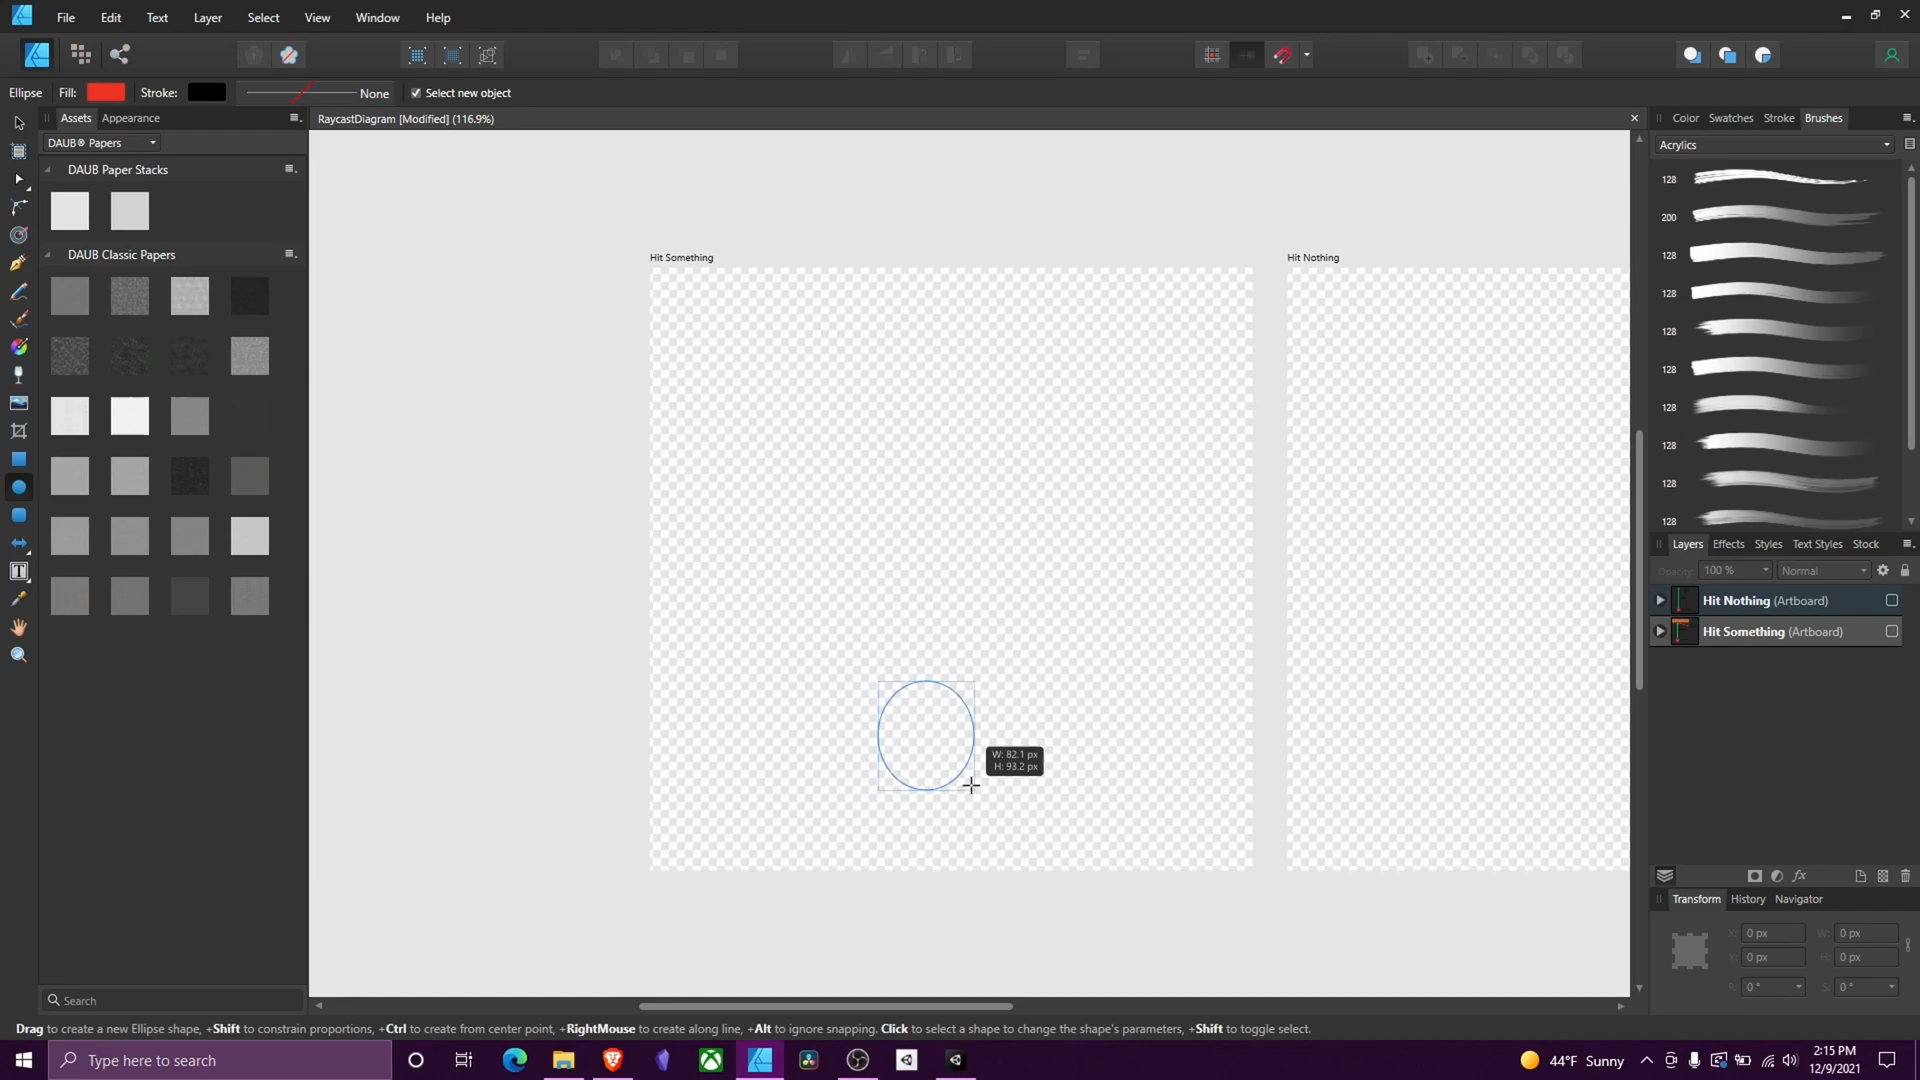 File Edit Text Layer Select View Window Help
Ellipse Fill: Stroke: None Select new object
Assets Appearance
RaycastDiagram [Modified] (116.9%)
Color Swatches Stroke Brushes
DAUB® Papers
Acrylics
DAUB Paper Stacks
128
200
DAUB Classic Papers
128
128
128
128
128
128
128
128
Hit Something
Hit Nothing
Layers Effects Styles Text Styles Stock
Opacity: 100 % Normal
Hit Nothing (Artboard)
Hit Something (Artboard)
W: 82.1 px
H: 93.2 px
fx
Transform History Navigator
X: 0 px W: 0 px
Y: 0 px H: 0 px
R: 0 ° S: 0 °
Search
Drag to create a new Ellipse shape, +Shift to constrain proportions, +Ctrl to create from center point, +RightMouse to create along line, +Alt to ignore snapping. Click to select a shape to change the shape's parameters, +Shift to toggle select.
Type here to search
44°F Sunny
2:15 PM
12/9/2021